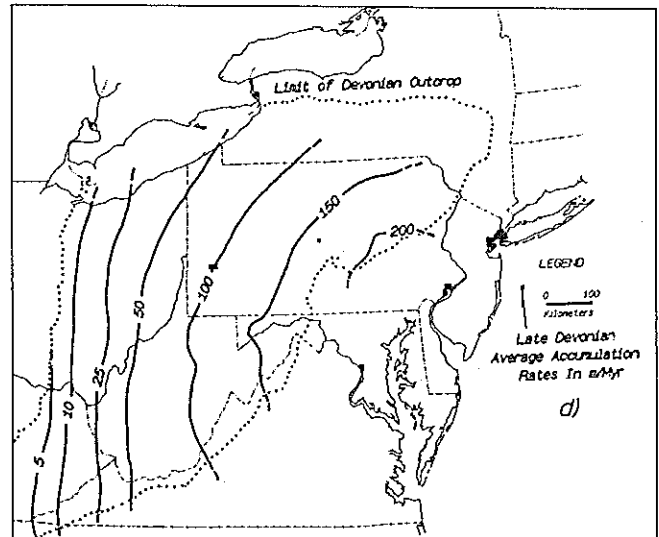 Limit of Devonian Outcrop
150
200
LEGEND
0 100
Kilometers
100
50
Late Devonian
Average Accumulation
Rates In m/Myr
25
10
d)
5